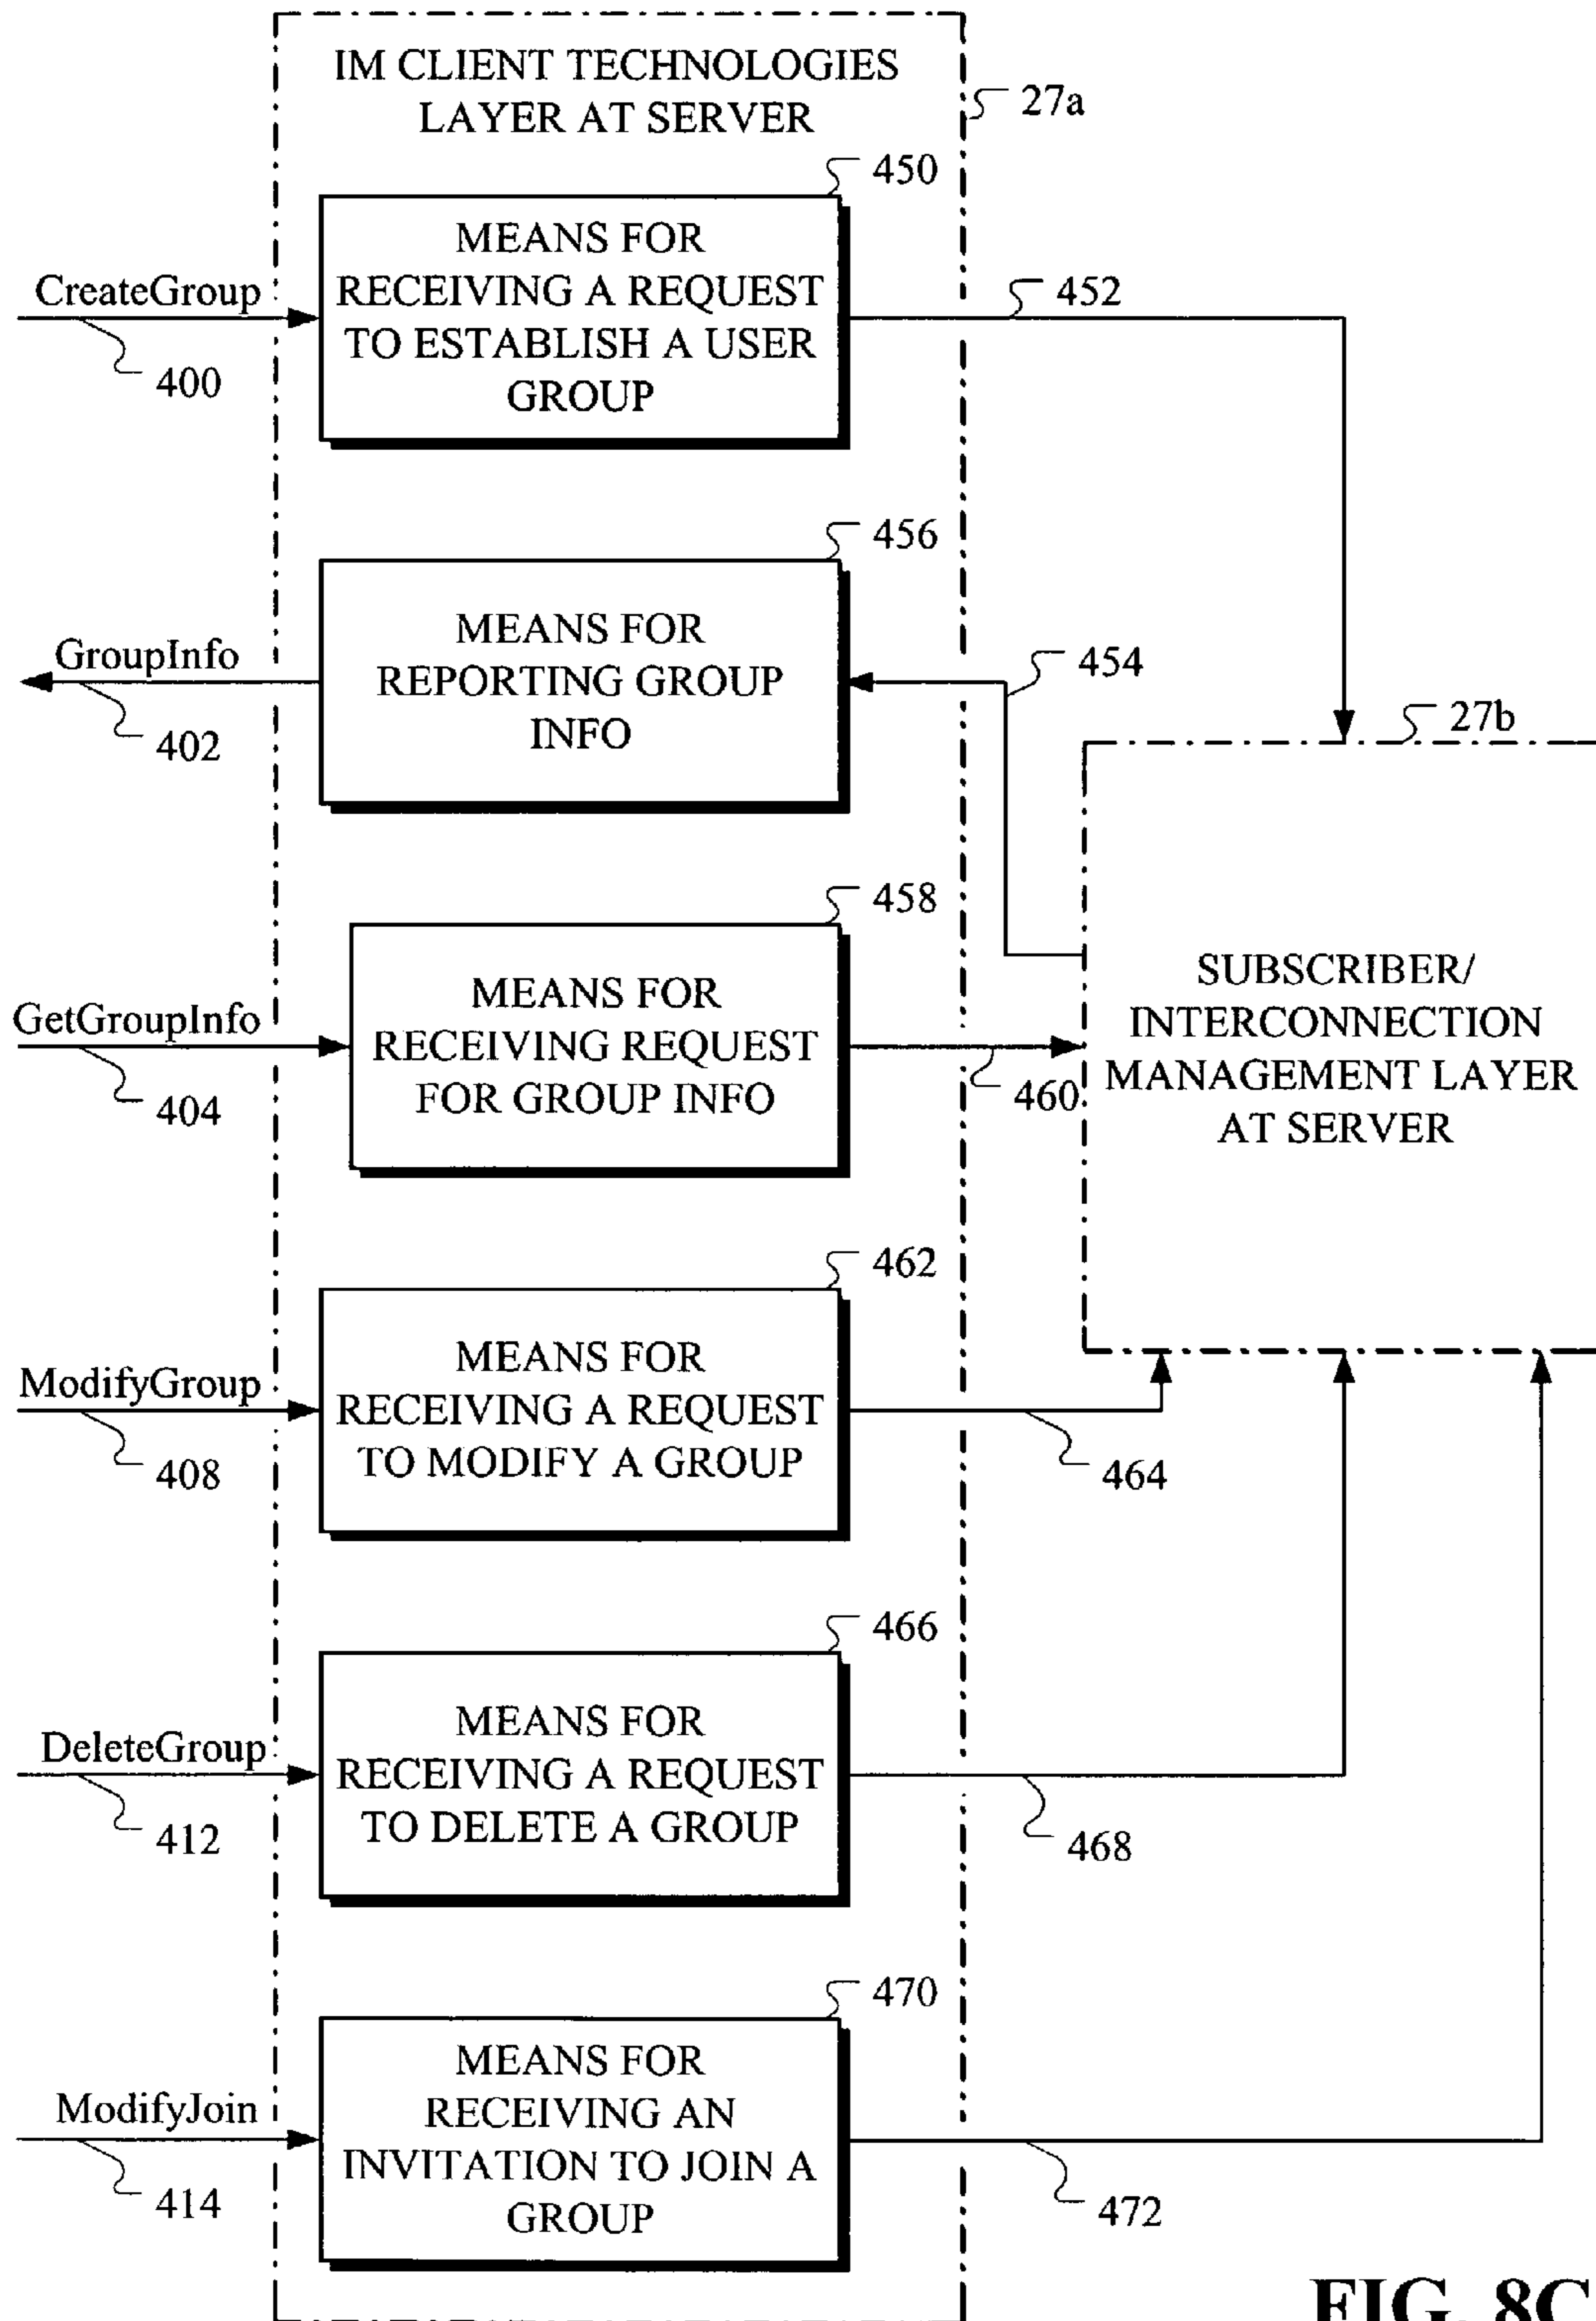 IM CLIENT TECHNOLOGIES
LAYER AT SERVER
27a
450
MEANS FOR
RECEIVING A REQUEST
TO ESTABLISH A USER
GROUP
CreateGroup
400
452
456
MEANS FOR
REPORTING GROUP
INFO
GroupInfo
402
454
27b
458
MEANS FOR
RECEIVING REQUEST
FOR GROUP INFO
GetGroupInfo
404
460
SUBSCRIBER/
INTERCONNECTION
MANAGEMENT LAYER
AT SERVER
462
MEANS FOR
RECEIVING A REQUEST
TO MODIFY A GROUP
ModifyGroup
408
464
466
MEANS FOR
RECEIVING A REQUEST
TO DELETE A GROUP
DeleteGroup
412
468
470
MEANS FOR
RECEIVING AN
INVITATION TO JOIN A
GROUP
ModifyJoin
414
472
FIG. 8C